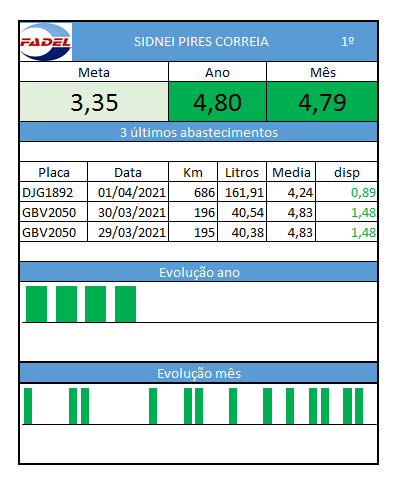 FADEL SIDNEI PIRES CORREIA 1º
Meta Ano Mês
3,35 4,80 4,79
3 últimos abastecimentos
Placa Data Km Litros Media disp
DJG1892 01/04/2021 686 161,91 4,24 0,89
GBV2050 30/03/2021 196 40,54 4,83 1,48
GBV2050 29/03/2021 195 40,38 4,83 1,48
Evolução ano
Evolução mês